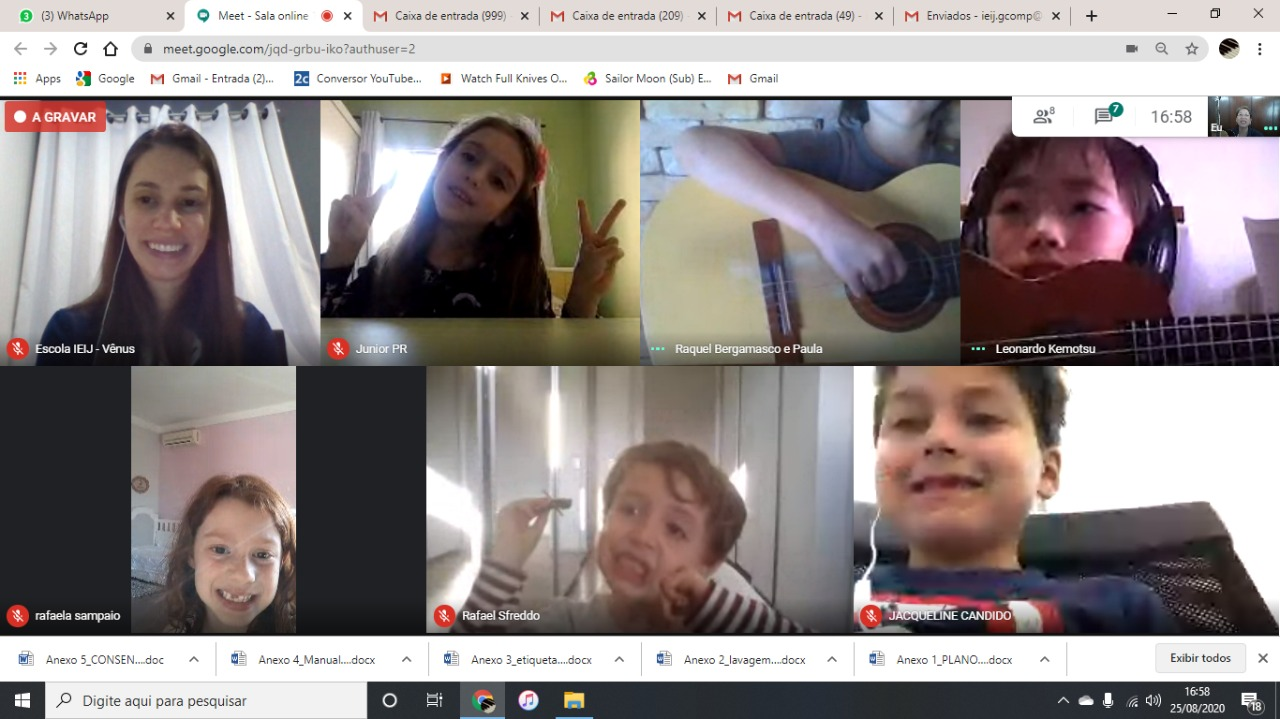 (3) WhatsApp
Meet - Sala online
Caixa de entrada (999) -
Caixa de entrada (209) -
Caixa de entrada (49) -
Enviados - ieij.gcomp@
meet.google.com/jqd-grbu-iko?authuser=2
Apps
Google
Gmail - Entrada (2)...
2c Conversor YouTube...
Watch Full Knives O...
Sailor Moon (Sub) E...
Gmail
A GRAVAR
8
7
16:58
Eu
Escola IEIJ - Vênus
Junior PR
Raquel Bergamasco e Paula
Leonardo Kemotsu
rafaela sampaio
Rafael Sfreddo
JACQUELINE CANDIDO
Anexo 5_CONSEN....doc
Anexo 4_Manual....docx
Anexo 3_etiqueta....docx
Anexo 2_lavagem....docx
Anexo 1_PLANO....docx
Exibir todos
Digite aqui para pesquisar
16:58
25/08/2020
18